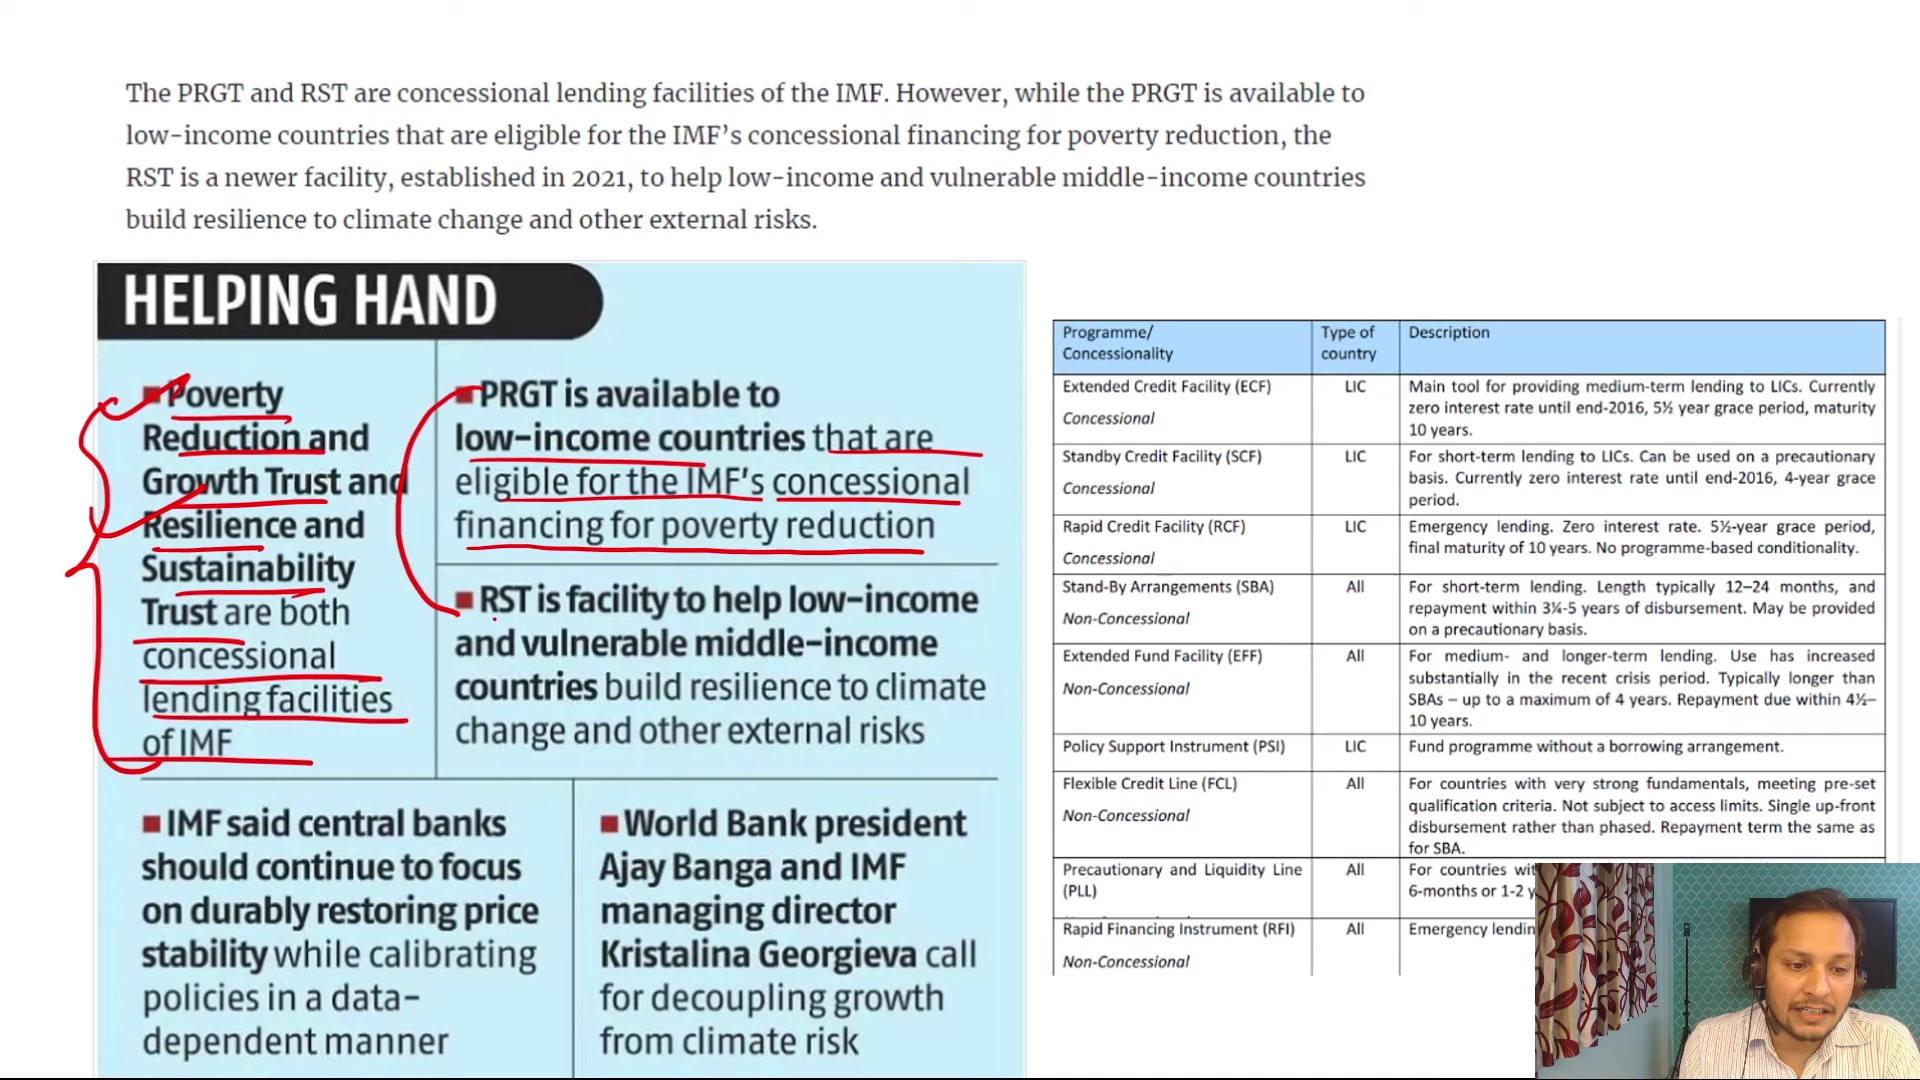 The PRGT and RST are concessional lending facilities of the IMF. However, while the PRGT is available to
low-income countries that are eligible for the IMF’s concessional financing for poverty reduction, the
RST is a newer facility, established in 2021, to help low-income and vulnerable middle-income countries
build resilience to climate change and other external risks.
HELPING HAND
■ Poverty
Reduction and
Growth Trust and
Resilience and
Sustainability
Trust are both
concessional
lending facilities
of IMF
■ PRGT is available to
low-income countries that are
eligible for the IMF’s concessional
financing for poverty reduction
■ RST is facility to help low-income
and vulnerable middle-income
countries build resilience to climate
change and other external risks
■ IMF said central banks
should continue to focus
on durably restoring price
stability while calibrating
policies in a data-
dependent manner
■ World Bank president
Ajay Banga and IMF
managing director
Kristalina Georgieva call
for decoupling growth
from climate risk
Programme/
Concessionality
Type of
country
Description
Extended Credit Facility (ECF)
Concessional
LIC
Main tool for providing medium-term lending to LICs. Currently
zero interest rate until end-2016, 5½ year grace period, maturity
10 years.
Standby Credit Facility (SCF)
Concessional
LIC
For short-term lending to LICs. Can be used on a precautionary
basis. Currently zero interest rate until end-2016, 4-year grace
period.
Rapid Credit Facility (RCF)
Concessional
LIC
Emergency lending. Zero interest rate. 5½-year grace period,
final maturity of 10 years. No programme-based conditionality.
Stand-By Arrangements (SBA)
Non-Concessional
All
For short-term lending. Length typically 12–24 months, and
repayment within 3¼-5 years of disbursement. May be provided
on a precautionary basis.
Extended Fund Facility (EFF)
Non-Concessional
All
For medium- and longer-term lending. Use has increased
substantially in the recent crisis period. Typically longer than
SBAs – up to a maximum of 4 years. Repayment due within 4½–
10 years.
Policy Support Instrument (PSI)
LIC
Fund programme without a borrowing arrangement.
Flexible Credit Line (FCL)
Non-Concessional
All
For countries with very strong fundamentals, meeting pre-set
qualification criteria. Not subject to access limits. Single up-front
disbursement rather than phased. Repayment term the same as
for SBA.
Precautionary and Liquidity Line
(PLL)
All
For countries
6-months or 1-2
Rapid Financing Instrument (RFI)
Non-Concessional
All
Emergency